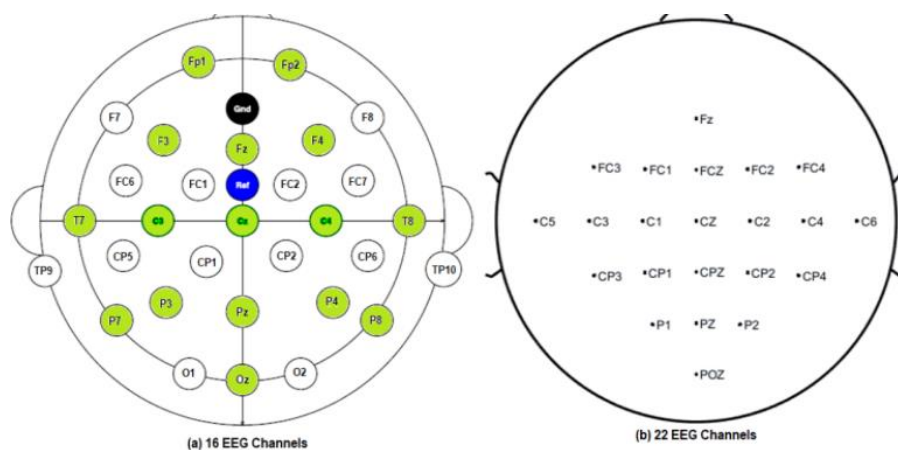 Fp1 Fp2
Gnd
F7 F8
F3 F4
Fz
FC6 FC1 Ref FC2 FC7
T7 C3 Cz C4 T8
CP5 CP1 CP2 CP6
TP9 TP10
P3 P4
Pz
P7 P8
O1 Oz O2
(a) 16 EEG Channels
Fz
FC3 FC1 FCZ FC2 FC4
C5 C3 C1 CZ C2 C4 C6
CP3 CP1 CPZ CP2 CP4
P1 PZ P2
POZ
(b) 22 EEG Channels